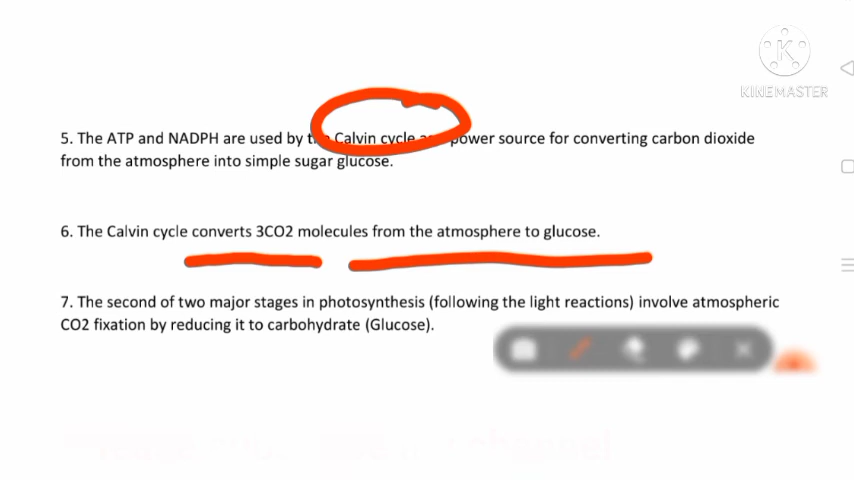 KINEMASTER
5. The ATP and NADPH are used by the Calvin cycle as power source for converting carbon dioxide
from the atmosphere into simple sugar glucose.
6. The Calvin cycle converts 3CO2 molecules from the atmosphere to glucose.
7. The second of two major stages in photosynthesis (following the light reactions) involve atmospheric
CO2 fixation by reducing it to carbohydrate (Glucose).